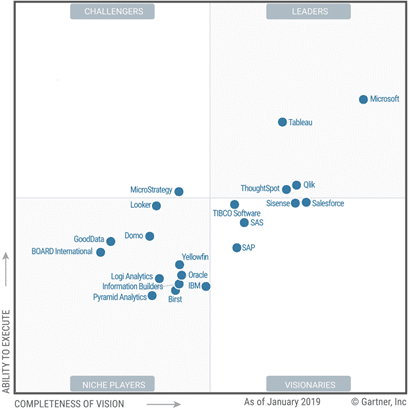 CHALLENGERS
LEADERS
Microsoft
Tableau
MicroStrategy
ThoughtSpot
Qlik
Looker
TIBCO Software
Sisense
Salesforce
SAS
GoodData
Domo
BOARD International
SAP
Yellowfin
Logi Analytics
Oracle
Information Builders
IBM
Pyramid Analytics
Birst
ABILITY TO EXECUTE
NICHE PLAYERS
VISIONARIES
COMPLETENESS OF VISION
As of January 2019
© Gartner, Inc